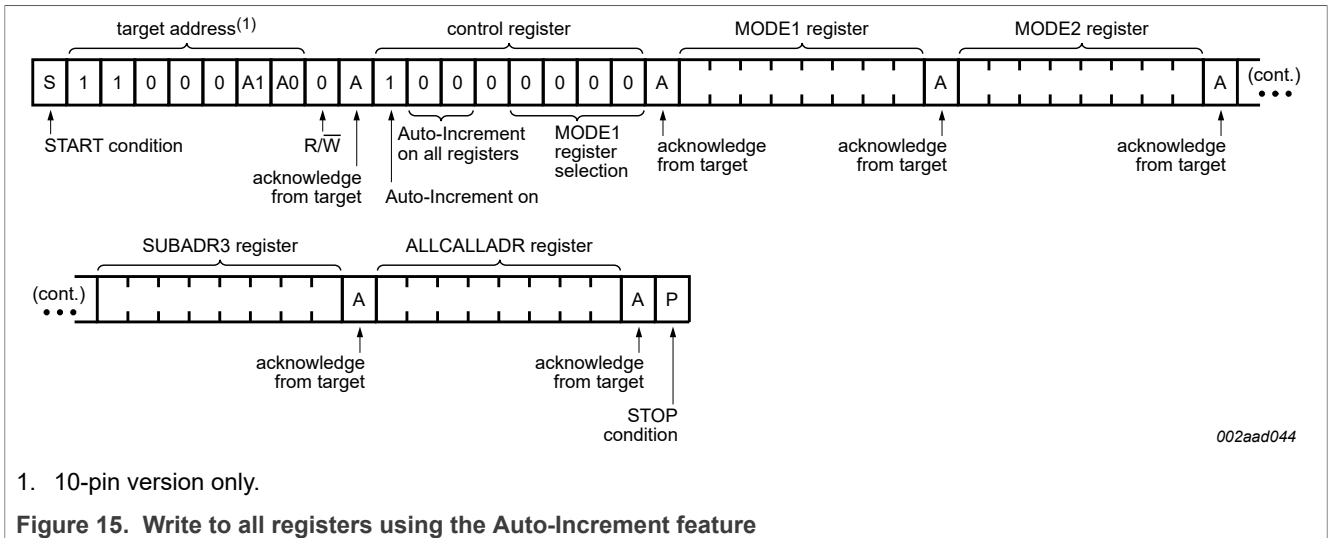 target address(1) control register MODE1 register MODE2 register
S 1 1 0 0 0 A1 A0 0 A 1 0 0 0 0 0 0 0 A A A (cont.)
• • •
START condition R/W̅ Auto-Increment on all registers MODE1 register selection acknowledge from target acknowledge from target acknowledge from target
acknowledge from target Auto-Increment on
SUBADR3 register ALLCALLADR register
(cont.) A A P
• • •
acknowledge from target acknowledge from target
STOP condition
002aad044
1. 10-pin version only.
Figure 15. Write to all registers using the Auto-Increment feature